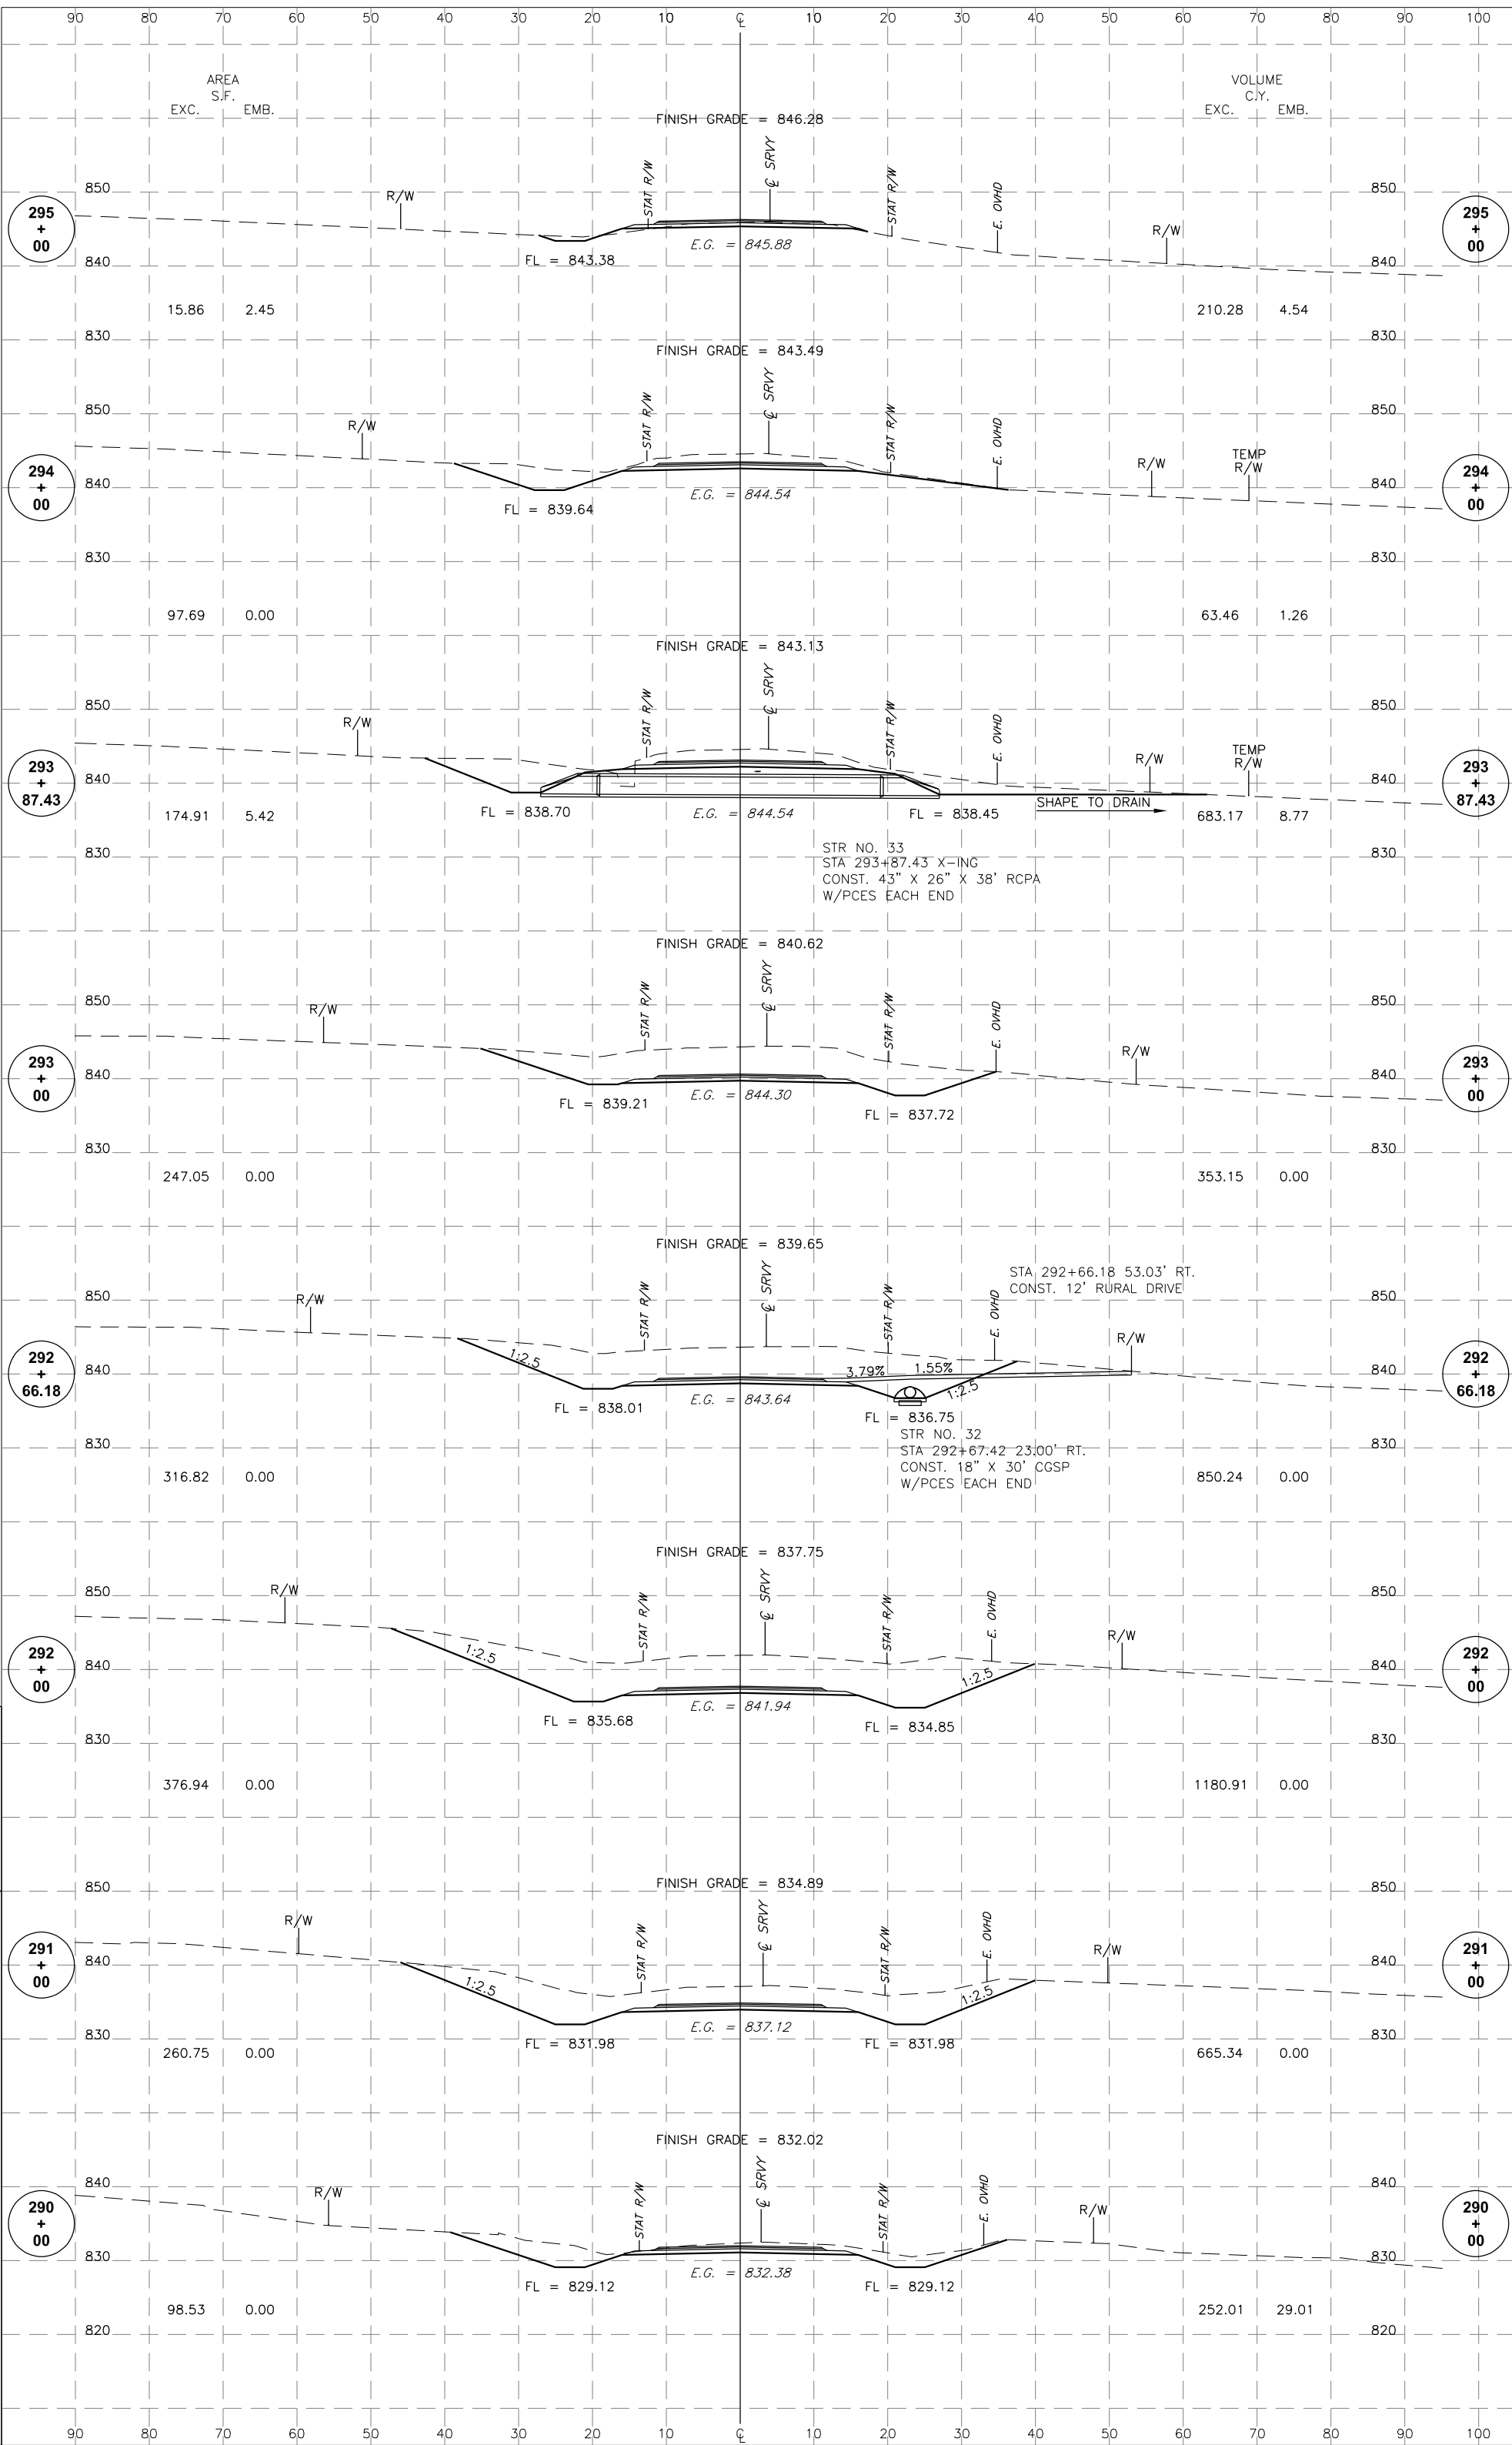 90 80 70 60 50 40 30 20 10 ℄ 10 20 30 40 50 60 70 80 90 100
AREA
S.F.
EXC. EMB.
VOLUME
C.Y.
EXC. EMB.
FINISH GRADE = 846.28
850 R/W STAT R/W ℄ SRVY STAT R/W E. OVHD R/W 850
295
+
00
295
+
00
840 FL = 843.38 E.G. = 845.88 840
15.86 2.45 210.28 4.54
830 830
FINISH GRADE = 843.49
850 R/W STAT R/W ℄ SRVY STAT R/W E. OVHD R/W TEMP 850
R/W
294
+
00
294
+
00
840 E.G. = 844.54 840
FL = 839.64
830 830
97.69 0.00 63.46 1.26
FINISH GRADE = 843.13
850 R/W STAT R/W ℄ SRVY STAT R/W E. OVHD R/W TEMP 850
R/W
293
+
87.43
293
+
87.43
840 840
SHAPE TO DRAIN
174.91 5.42 FL = 838.70 E.G. = 844.54 FL = 838.45 683.17 8.77
830 830
STR NO. 33
STA 293+87.43 X-ING
CONST. 43" X 26" X 38' RCPA
W/PCES EACH END
FINISH GRADE = 840.62
850 R/W STAT R/W ℄ SRVY STAT R/W E. OVHD R/W 850
293
+
00
293
+
00
840 840
FL = 839.21 E.G. = 844.30 FL = 837.72
830 830
247.05 0.00 353.15 0.00
FINISH GRADE = 839.65
STA 292+66.18 53.03' RT.
CONST. 12' RURAL DRIVE
850 R/W STAT R/W ℄ SRVY STAT R/W E. OVHD R/W 850
292
+
66.18
292
+
66.18
1:2.5 3.79% 1.55% 1:2.5
840 840
FL = 838.01 E.G. = 843.64 FL = 836.75
STR NO. 32
STA 292+67.42 23.00' RT.
CONST. 18" X 30' CGSP
W/PCES EACH END
830 830
316.82 0.00 850.24 0.00
FINISH GRADE = 837.75
850 R/W STAT R/W ℄ SRVY STAT R/W E. OVHD R/W 850
292
+
00
292
+
00
840 1:2.5 1:2.5 840
FL = 835.68 E.G. = 841.94 FL = 834.85
830 830
376.94 0.00 1180.91 0.00
FINISH GRADE = 834.89
850 850
R/W STAT R/W ℄ SRVY STAT R/W E. OVHD R/W
291
+
00
291
+
00
840 1:2.5 1:2.5 840
830 FL = 831.98 E.G. = 837.12 FL = 831.98 830
260.75 0.00 665.34 0.00
FINISH GRADE = 832.02
840 R/W STAT R/W ℄ SRVY STAT R/W E. OVHD R/W 840
290
+
00
290
+
00
830 830
FL = 829.12 E.G. = 832.38 FL = 829.12
98.53 0.00 252.01 29.01
820 820
90 80 70 60 50 40 30 20 10 ℄ 10 20 30 40 50 60 70 80 90 100